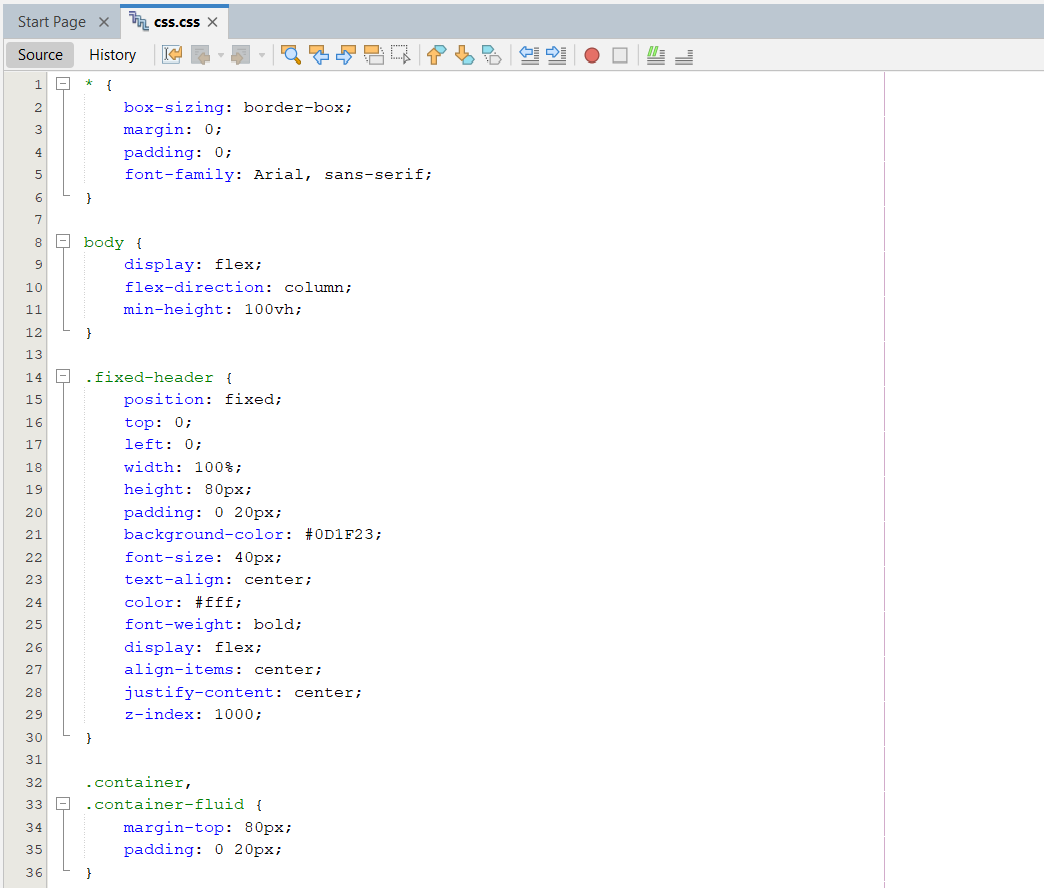 Start Page
css.css
Source History
1 * {
2     box-sizing: border-box;
3     margin: 0;
4     padding: 0;
5     font-family: Arial, sans-serif;
6 }
7
8 body {
9     display: flex;
10     flex-direction: column;
11     min-height: 100vh;
12 }
13
14 .fixed-header {
15     position: fixed;
16     top: 0;
17     left: 0;
18     width: 100%;
19     height: 80px;
20     padding: 0 20px;
21     background-color: #0D1F23;
22     font-size: 40px;
23     text-align: center;
24     color: #fff;
25     font-weight: bold;
26     display: flex;
27     align-items: center;
28     justify-content: center;
29     z-index: 1000;
30 }
31
32 .container,
33 .container-fluid {
34     margin-top: 80px;
35     padding: 0 20px;
36 }